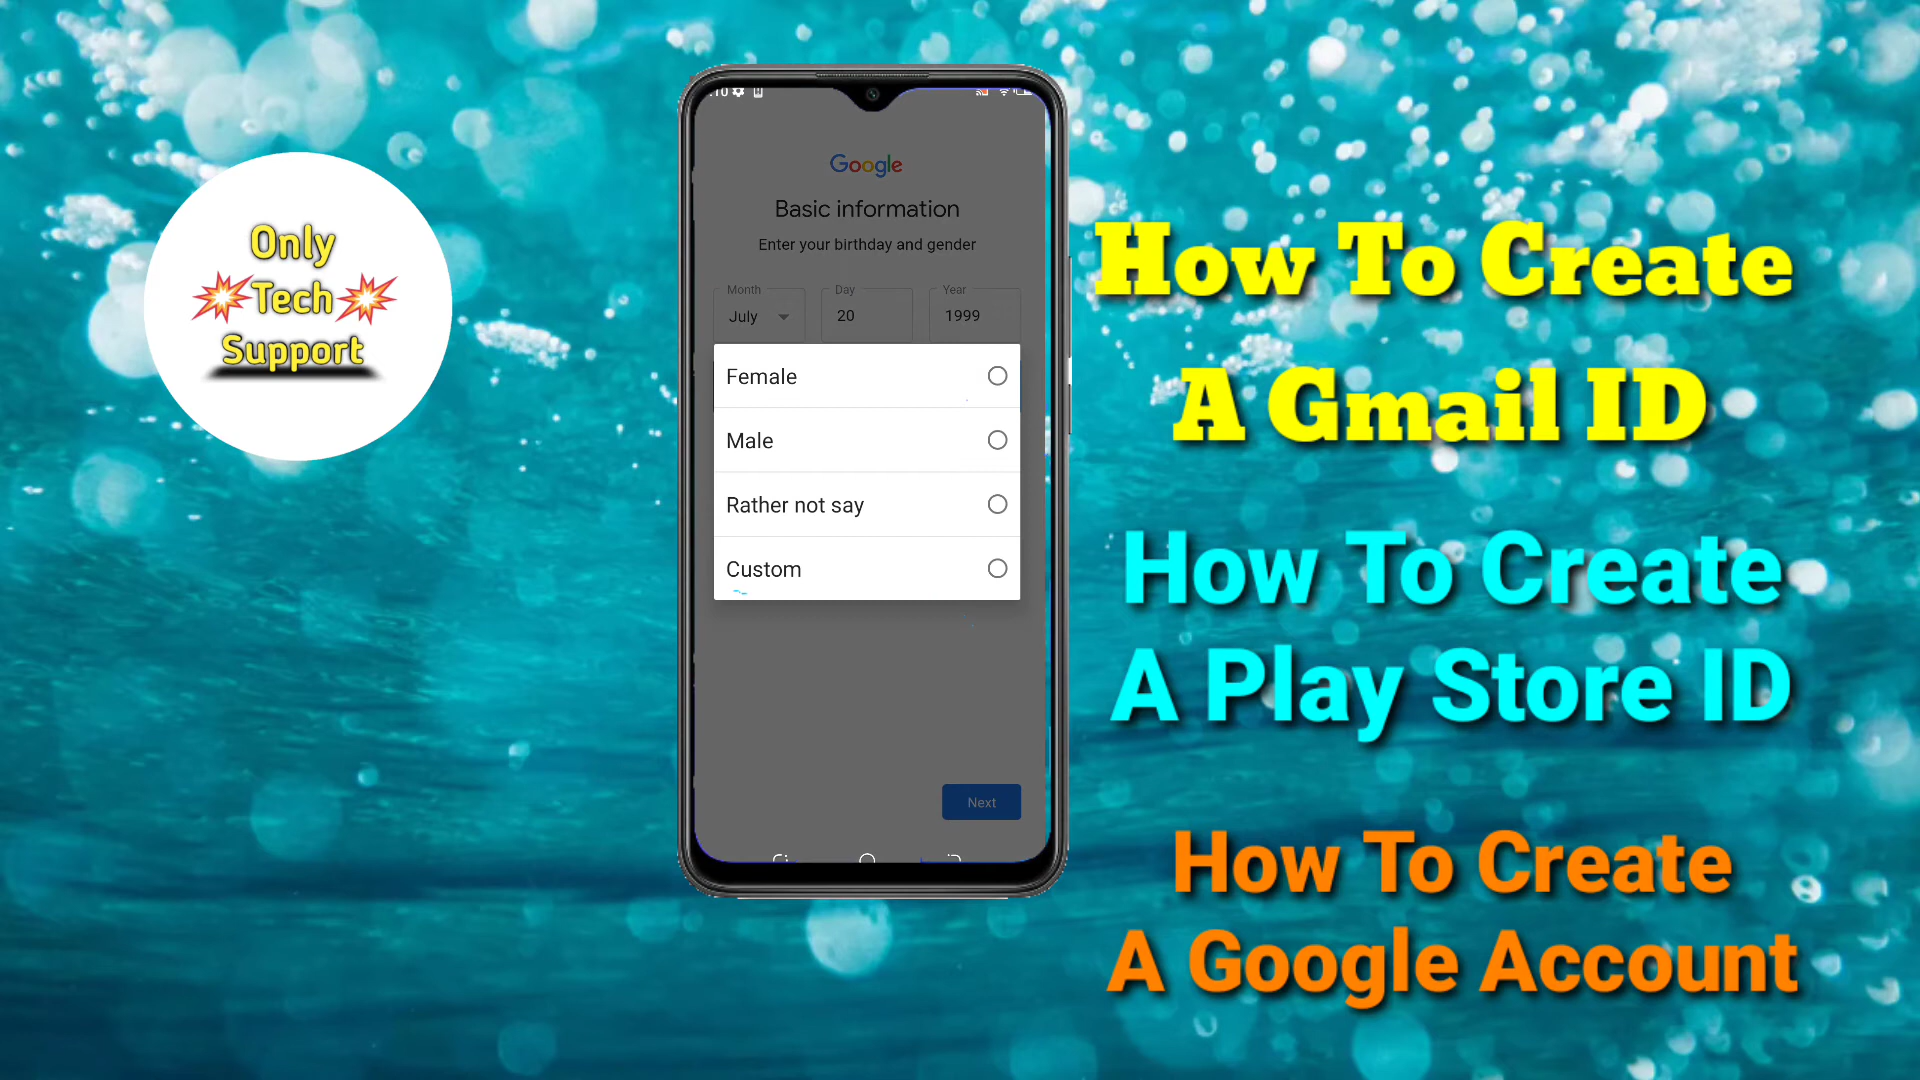 Only
Tech
Support
:10
Google
Basic information
Enter your birthday and gender
Month Day Year
July 20 1999
Female
Male
Rather not say
Custom
Next
How To Create
A Gmail ID
How To Create
A Play Store ID
How To Create
A Google Account